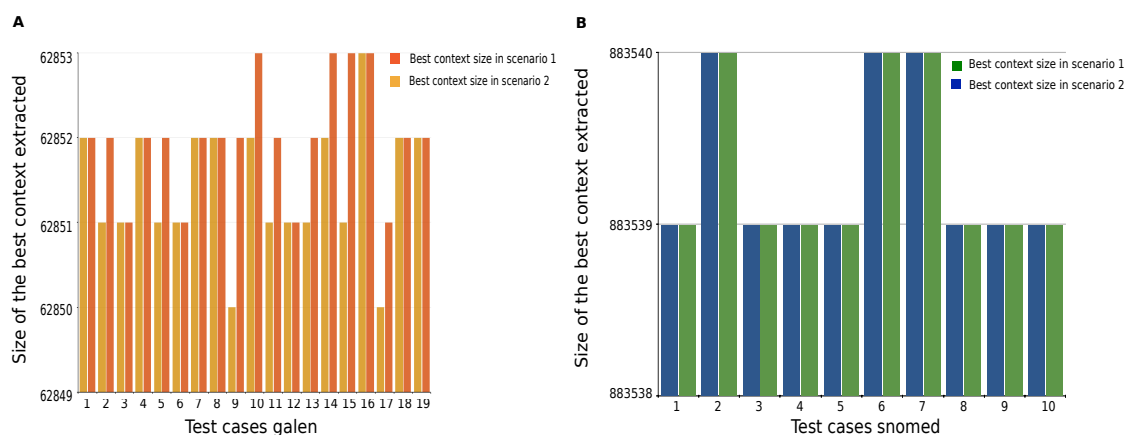 A
Size of the best context extracted
62853
62852
62851
62850
62849
Best context size in scenario 1
Best context size in scenario 2
1 2 3 4 5 6 7 8 9 10 11 12 13 14 15 16 17 18 19
Test cases galen
B
Size of the best context extracted
883540
883539
883538
Best context size in scenario 1
Best context size in scenario 2
1 2 3 4 5 6 7 8 9 10
Test cases snomed